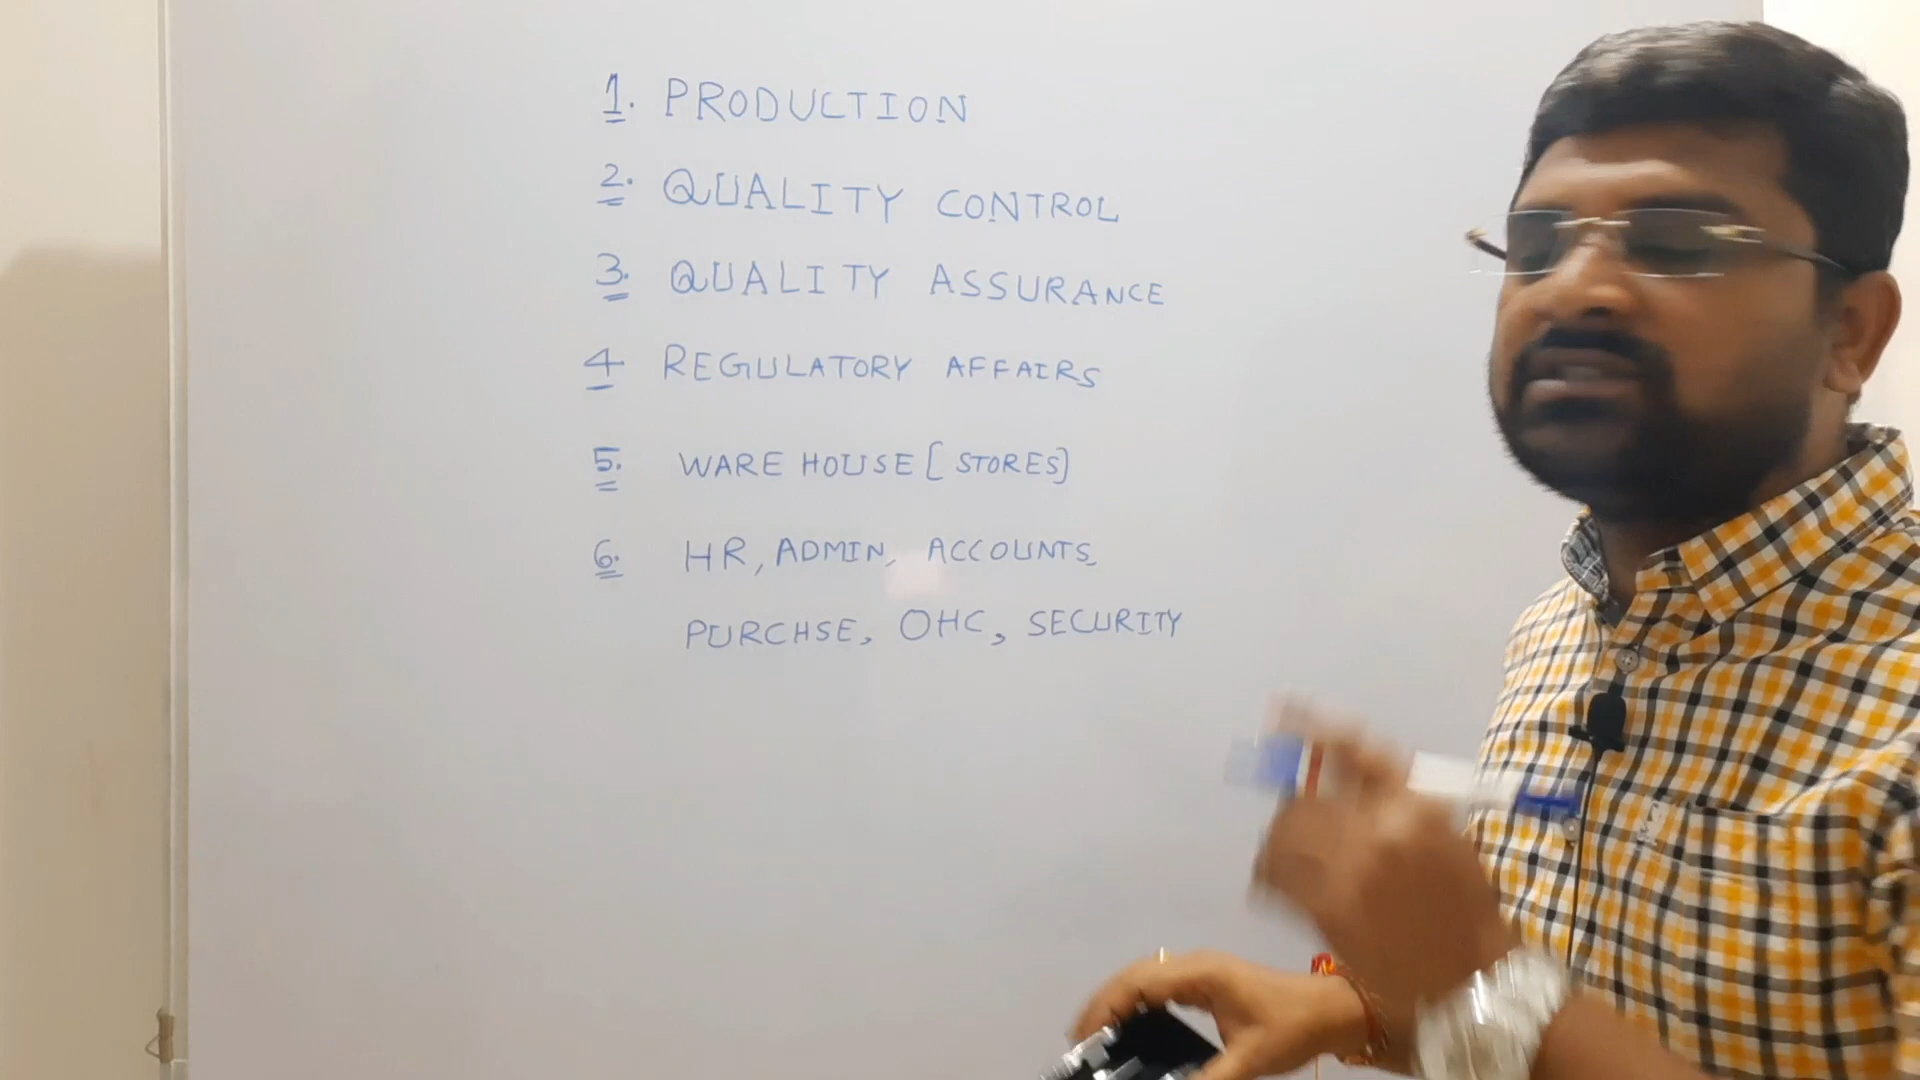 1. PRODUCTION
2. QUALITY CONTROL
3. QUALITY ASSURANCE
4 REGULATORY AFFAIRS
5. WARE HOUSE [STORES]
6. HR, ADMIN, ACCOUNTS,
PURCHSE, OHC, SECURITY